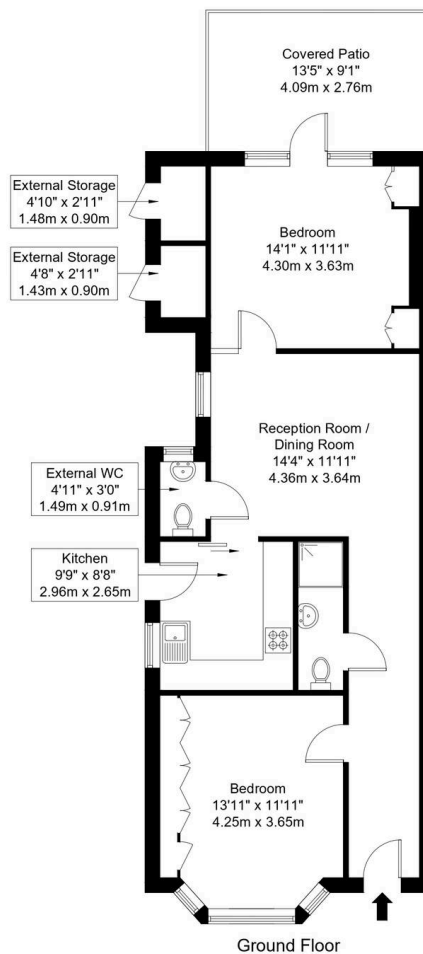 Covered Patio
13'5" x 9'1"
4.09m x 2.76m
External Storage
4'10" x 2'11"
1.48m x 0.90m
External Storage
4'8" x 2'11"
1.43m x 0.90m
Bedroom
14'1" x 11'11"
4.30m x 3.63m
Reception Room /
Dining Room
14'4" x 11'11"
4.36m x 3.64m
External WC
4'11" x 3'0"
1.49m x 0.91m
Kitchen
9'9" x 8'8"
2.96m x 2.65m
Bedroom
13'11" x 11'11"
4.25m x 3.65m
Ground Floor